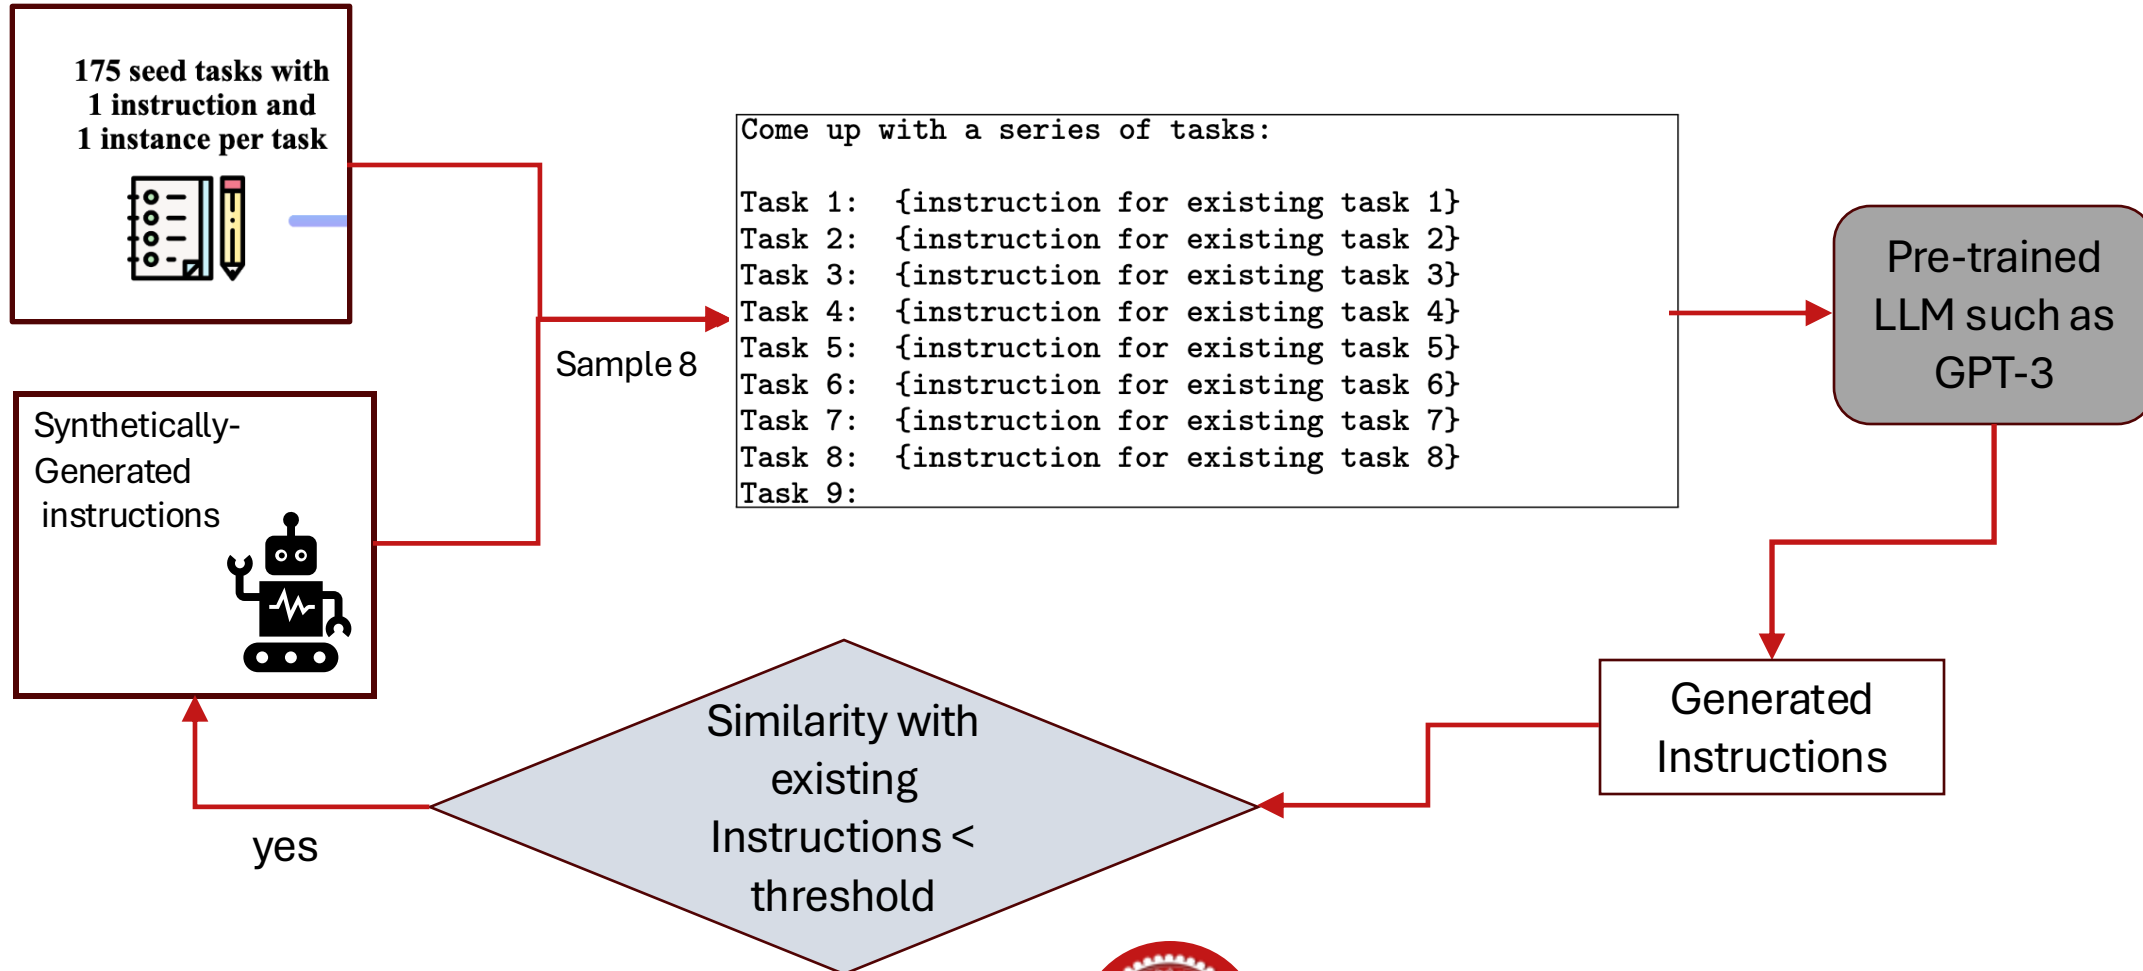 175 seed tasks with
1 instruction and
1 instance per task
Synthetically-
Generated
instructions
Sample 8
Come up with a series of tasks:
Task 1: {instruction for existing task 1}
Task 2: {instruction for existing task 2}
Task 3: {instruction for existing task 3}
Task 4: {instruction for existing task 4}
Task 5: {instruction for existing task 5}
Task 6: {instruction for existing task 6}
Task 7: {instruction for existing task 7}
Task 8: {instruction for existing task 8}
Task 9:
Pre-trained
LLM such as
GPT-3
Generated
Instructions
Similarity with
existing
Instructions <
threshold
yes